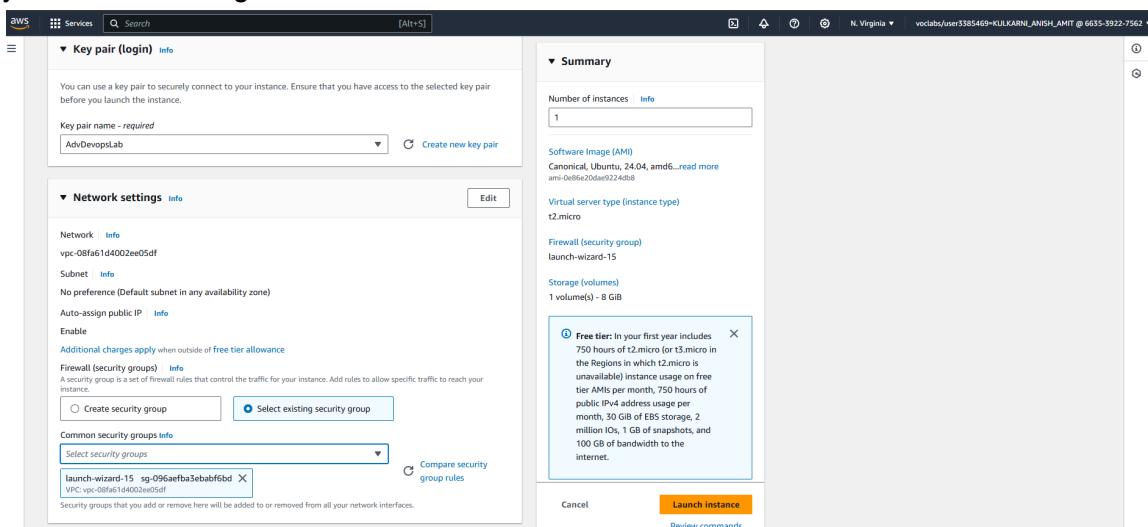 aws
Services
Search
[Alt+S]
N. Virginia
voclabs/user3385469=KULKARNI_ANISH_AMIT @ 6635-3922-7562
Key pair (login) Info
You can use a key pair to securely connect to your instance. Ensure that you have access to the selected key pair
before you launch the instance.
Key pair name - required
AdvDevopsLab
Create new key pair
Network settings Info
Edit
Network Info
vpc-08fa61d4002ee05df
Subnet Info
No preference (Default subnet in any availability zone)
Auto-assign public IP Info
Enable
Additional charges apply when outside of free tier allowance
Firewall (security groups) Info
A security group is a set of firewall rules that control the traffic for your instance. Add rules to allow specific traffic to reach your
instance.
Create security group
Select existing security group
Common security groups Info
Select security groups
launch-wizard-15 sg-096aefba3ebabf6bd
VPC: vpc-08fa61d4002ee05df
Compare security
group rules
Security groups that you add or remove here will be added to or removed from all your network interfaces.
Summary
Number of instances Info
1
Software Image (AMI)
Canonical, Ubuntu, 24.04, amd6...read more
ami-0e86e20dae9224db8
Virtual server type (instance type)
t2.micro
Firewall (security group)
launch-wizard-15
Storage (volumes)
1 volume(s) - 8 GiB
Free tier: In your first year includes
750 hours of t2.micro (or t3.micro in
the Regions in which t2.micro is
unavailable) instance usage on free
tier AMIs per month, 750 hours of
public IPv4 address usage per
month, 30 GiB of EBS storage, 2
million IOs, 1 GB of snapshots, and
100 GB of bandwidth to the
internet.
Cancel
Launch instance
Review commands